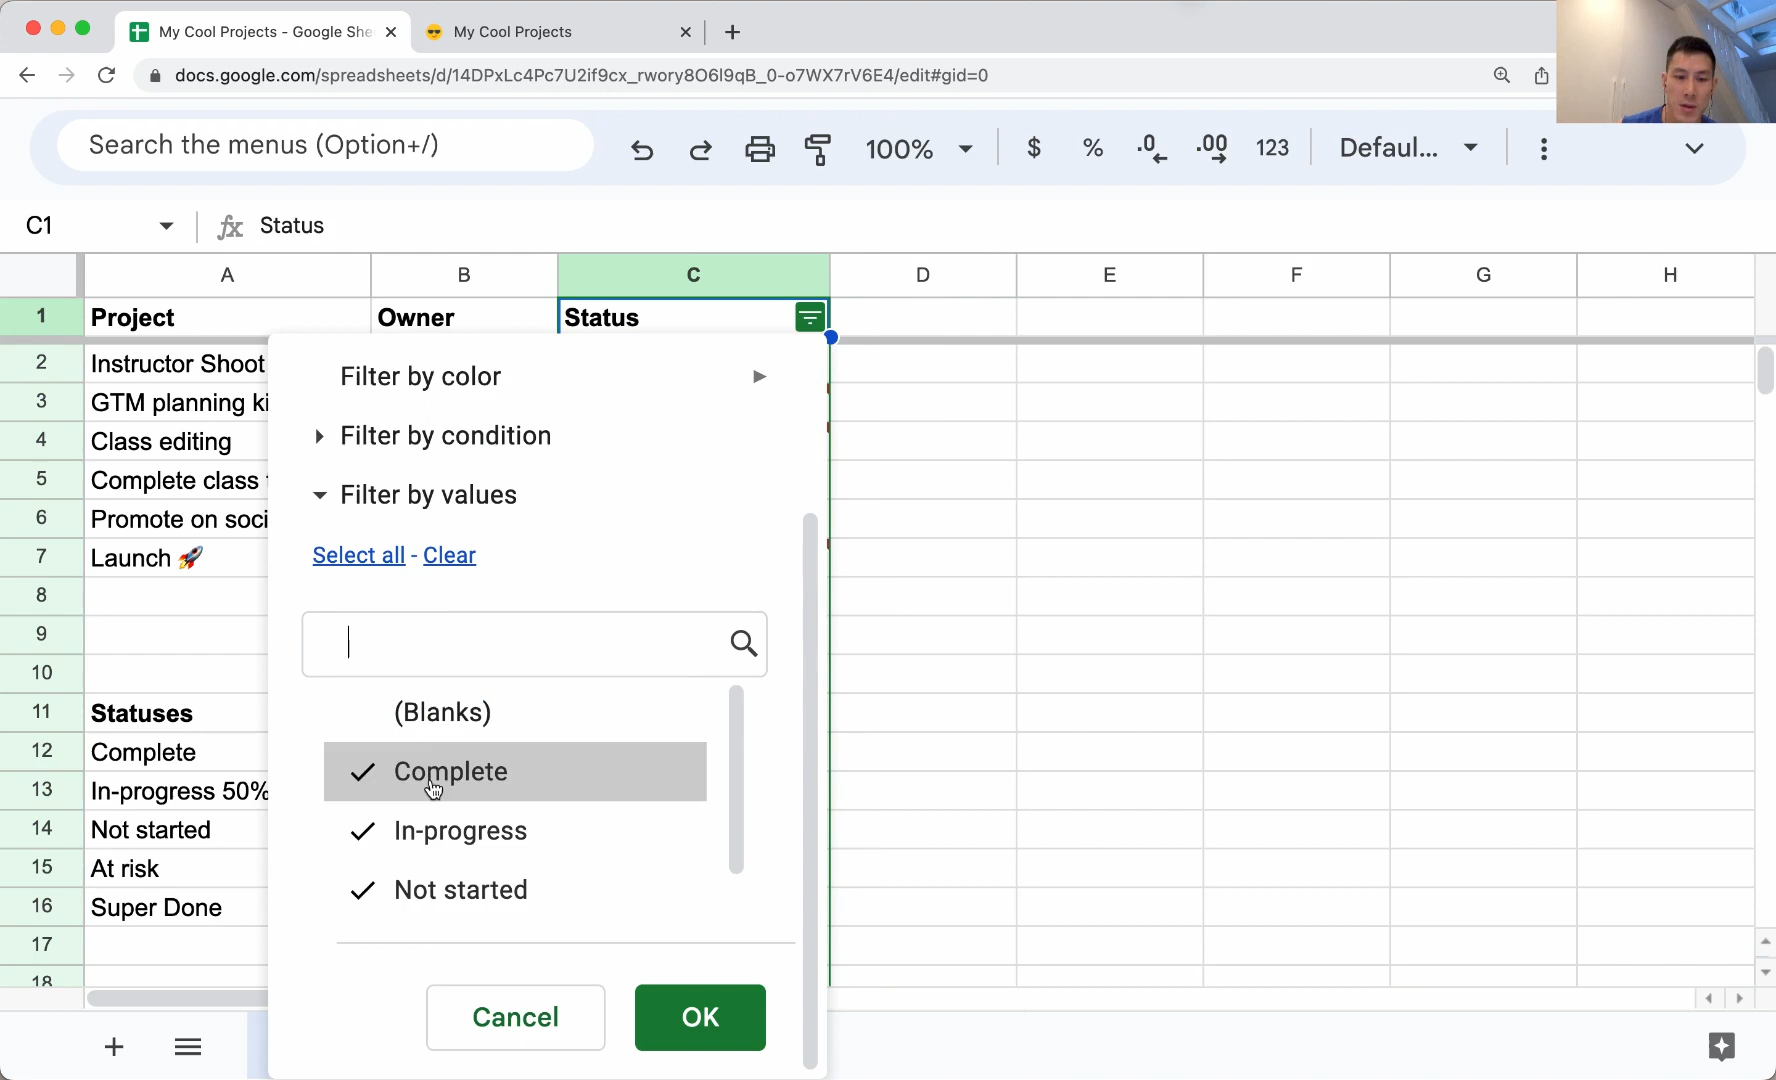 My Cool Projects - Google She
My Cool Projects
docs.google.com/spreadsheets/d/14DPxLc4Pc7U2if9cx_rwory8O6l9qB_0-o7WX7rV6E4/edit#gid=0
Search the menus (Option+/)
100%
$ % .0 .00 123
Defaul...
C1
fx Status
A B C D E F G H
1 Project Owner Status
2 Instructor Shoot
3 GTM planning ki
4 Class editing
5 Complete class
6 Promote on soci
7 Launch 🚀
8
9
10
11 Statuses
12 Complete
13 In-progress 50%
14 Not started
15 At risk
16 Super Done
17
18
Filter by color
Filter by condition
Filter by values
Select all - Clear
(Blanks)
Complete
In-progress
Not started
Cancel OK